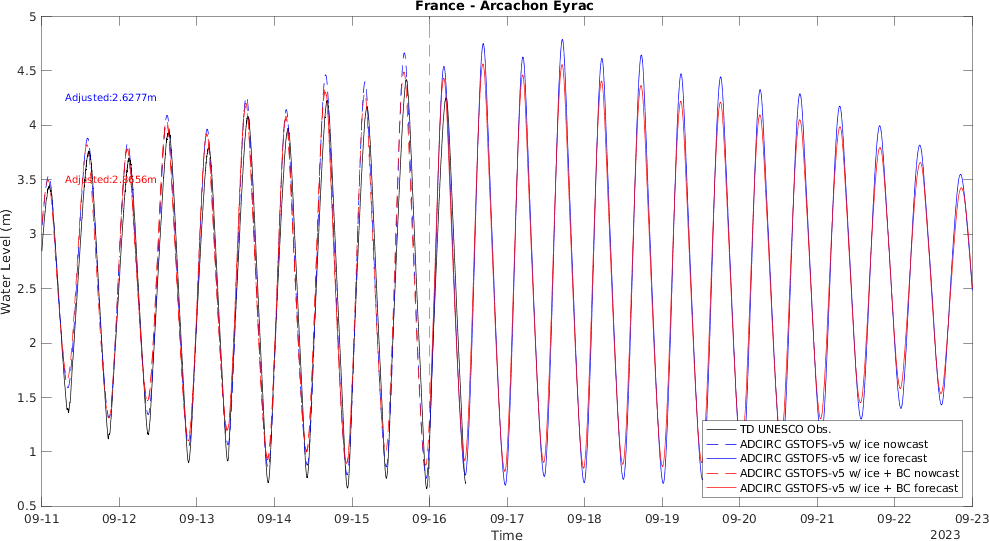 France - Arcachon Eyrac
Water Level (m)
5
4.5
4
3.5
3
2.5
2
1.5
1
0.5
Adjusted:2.6277m
Adjusted:2.8656m
TD UNESCO Obs.
ADCIRC GSTOFS-v5 w/ ice nowcast
ADCIRC GSTOFS-v5 w/ ice forecast
ADCIRC GSTOFS-v5 w/ ice + BC nowcast
ADCIRC GSTOFS-v5 w/ ice + BC forecast
09-11 09-12 09-13 09-14 09-15 09-16 09-17 09-18 09-19 09-20 09-21 09-22 09-23
Time
2023